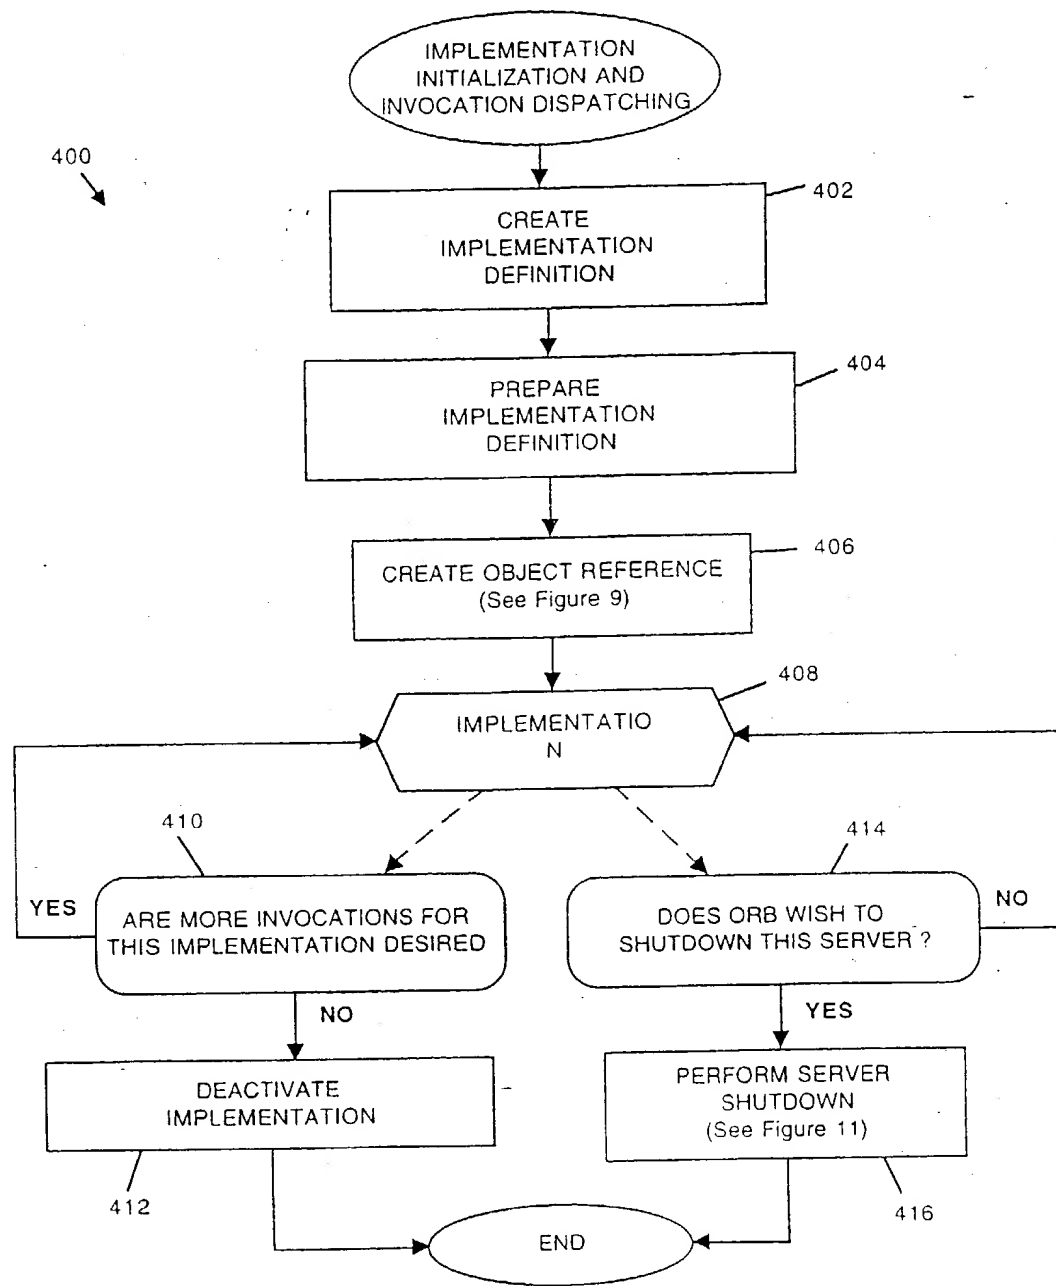 IMPLEMENTATION
INITIALIZATION AND
INVOCATION DISPATCHING
400
402
CREATE
IMPLEMENTATION
DEFINITION
404
PREPARE
IMPLEMENTATION
DEFINITION
406
CREATE OBJECT REFERENCE
(See Figure 9)
408
IMPLEMENTATIO
N
410
414
YES
ARE MORE INVOCATIONS FOR
THIS IMPLEMENTATION DESIRED
DOES ORB WISH TO
SHUTDOWN THIS SERVER ?
NO
NO
YES
DEACTIVATE
IMPLEMENTATION
PERFORM SERVER
SHUTDOWN
(See Figure 11)
412
416
END